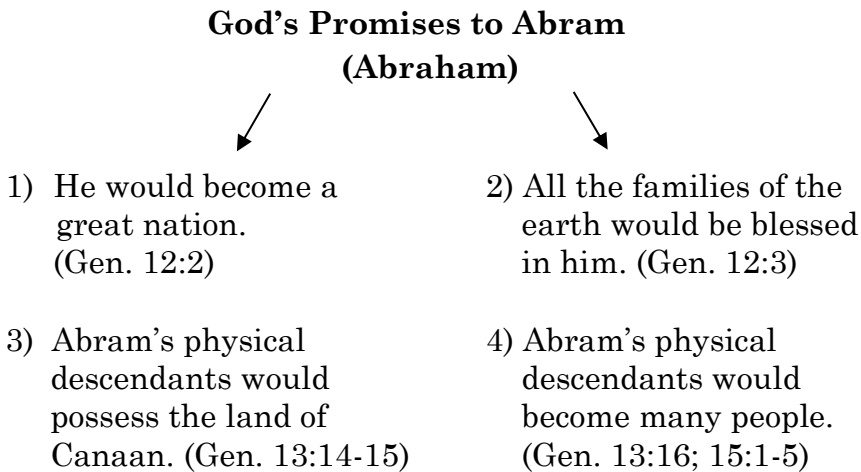 God’s Promises to Abram
(Abraham)
1) He would become a
great nation.
(Gen. 12:2)
2) All the families of the
earth would be blessed
in him. (Gen. 12:3)
3) Abram’s physical
descendants would
possess the land of
Canaan. (Gen. 13:14-15)
4) Abram’s physical
descendants would
become many people.
(Gen. 13:16; 15:1-5)